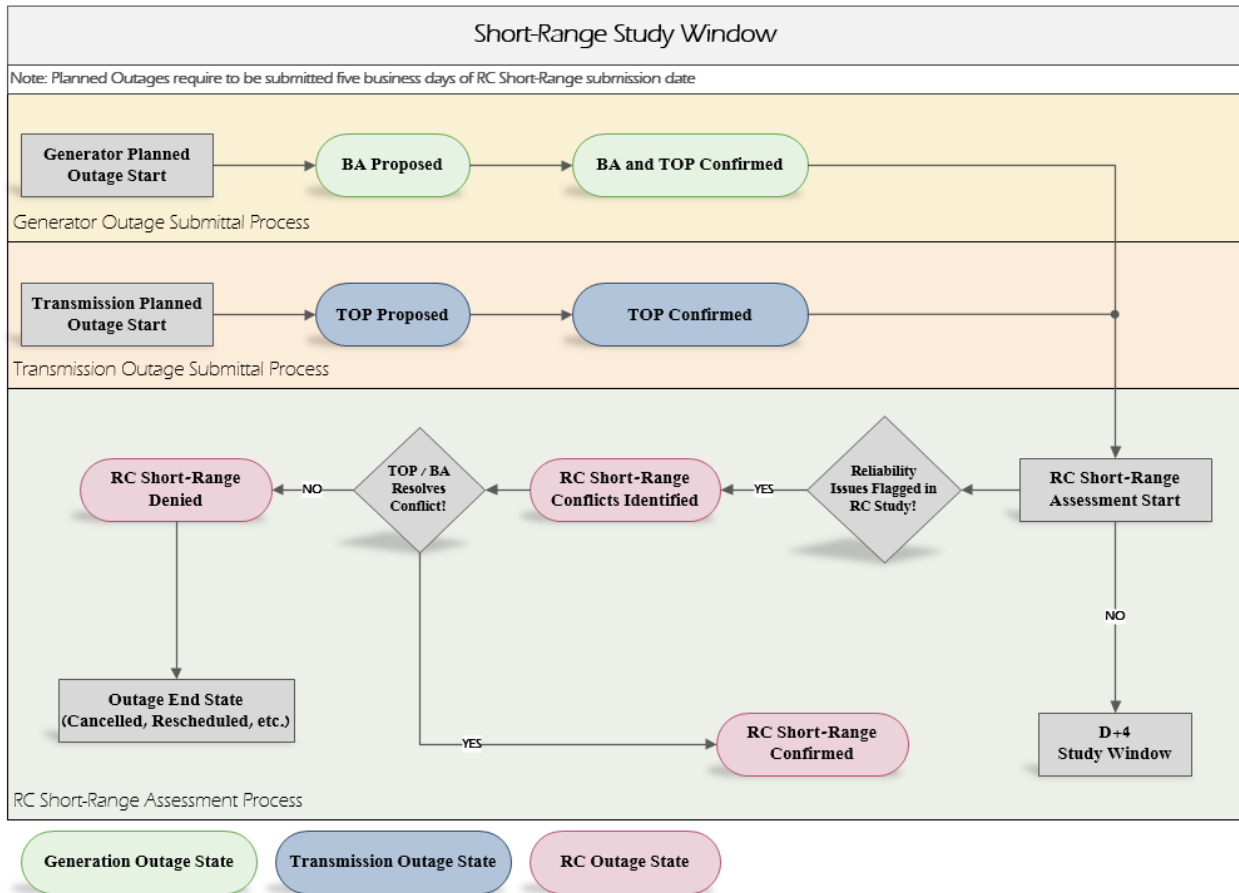 Short-Range Study Window
Note: Planned Outages require to be submitted five business days of RC Short-Range submission date
Generator Planned
Outage Start
BA Proposed
BA and TOP Confirmed
Generator Outage Submittal Process
Transmission Planned
Outage Start
TOP Proposed
TOP Confirmed
Transmission Outage Submittal Process
RC Short-Range
Denied
NO
TOP / BA
Resolves
Conflict!
RC Short-Range
Conflicts Identified
YES
Reliability
Issues Flagged in
RC Study!
RC Short-Range
Assessment Start
NO
Outage End State
(Cancelled, Rescheduled, etc.)
YES
RC Short-Range
Confirmed
D+4
Study Window
RC Short-Range Assessment Process
Generation Outage State
Transmission Outage State
RC Outage State